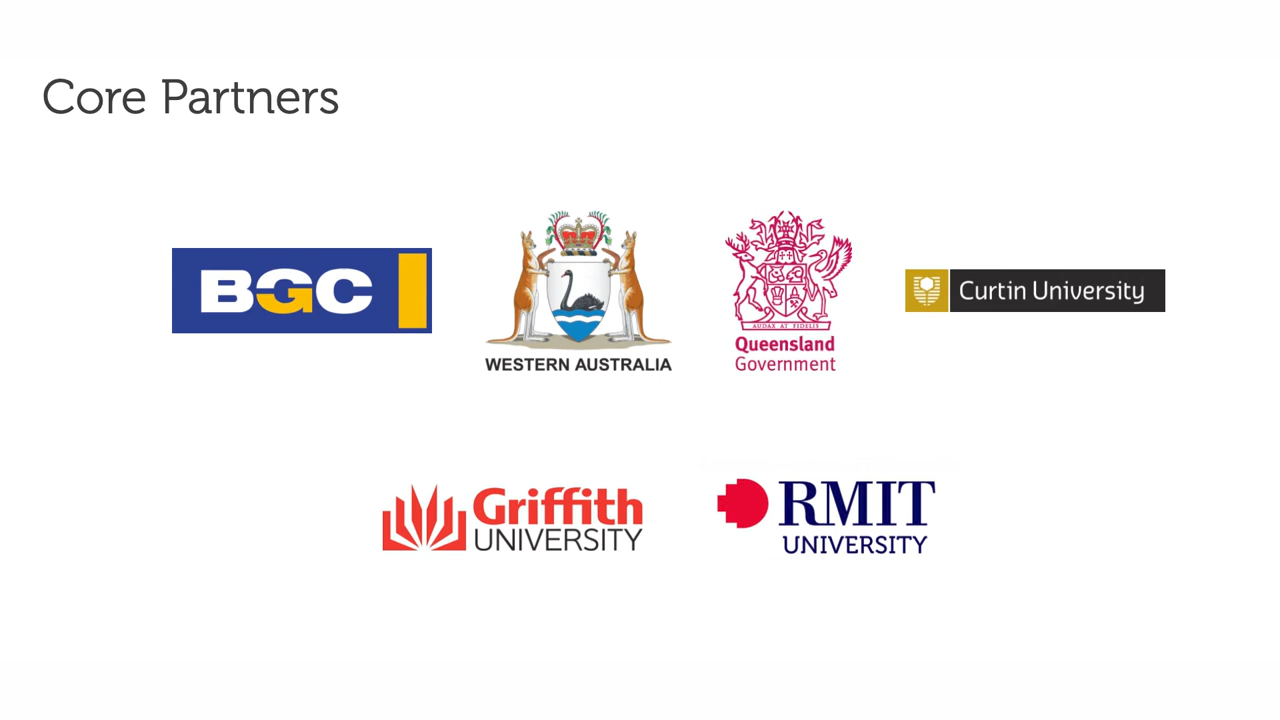 Core Partners
BGC
WESTERN AUSTRALIA
AUDAX AT FIDELIS
Queensland
Government
Curtin University
Griffith
UNIVERSITY
RMIT
UNIVERSITY